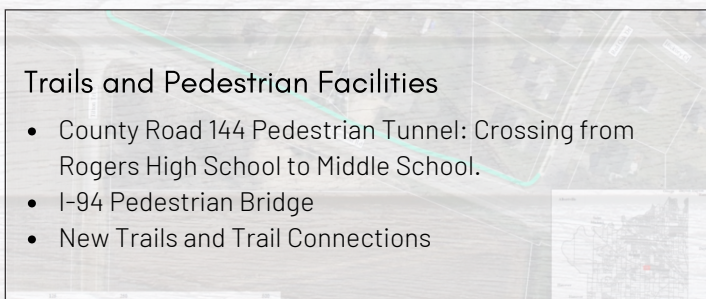 Trails and Pedestrian Facilities
• County Road 144 Pedestrian Tunnel: Crossing from
Rogers High School to Middle School.
• I-94 Pedestrian Bridge
• New Trails and Trail Connections